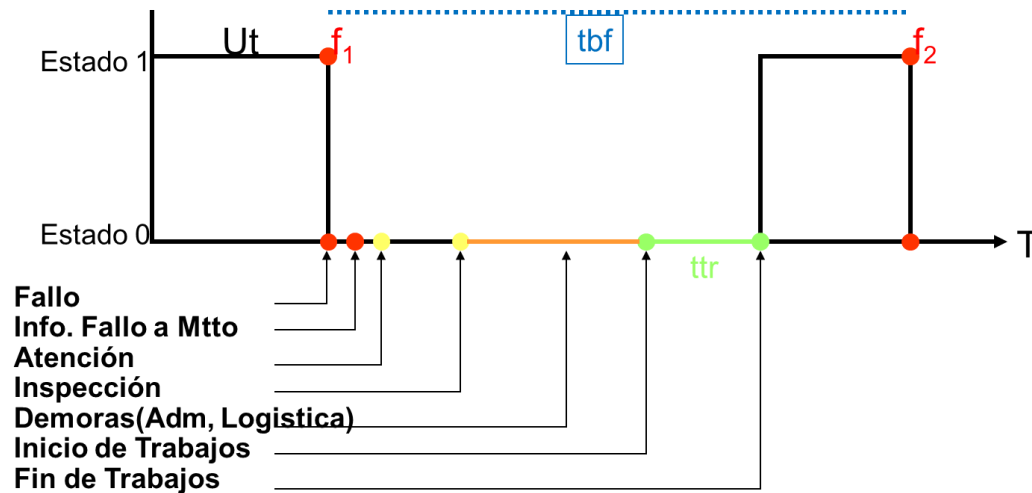 Ut
f1
tbf
f2
Estado 1
Estado 0
T
ttr
Fallo
Info. Fallo a Mtto
Atención
Inspección
Demoras(Adm, Logistica)
Inicio de Trabajos
Fin de Trabajos